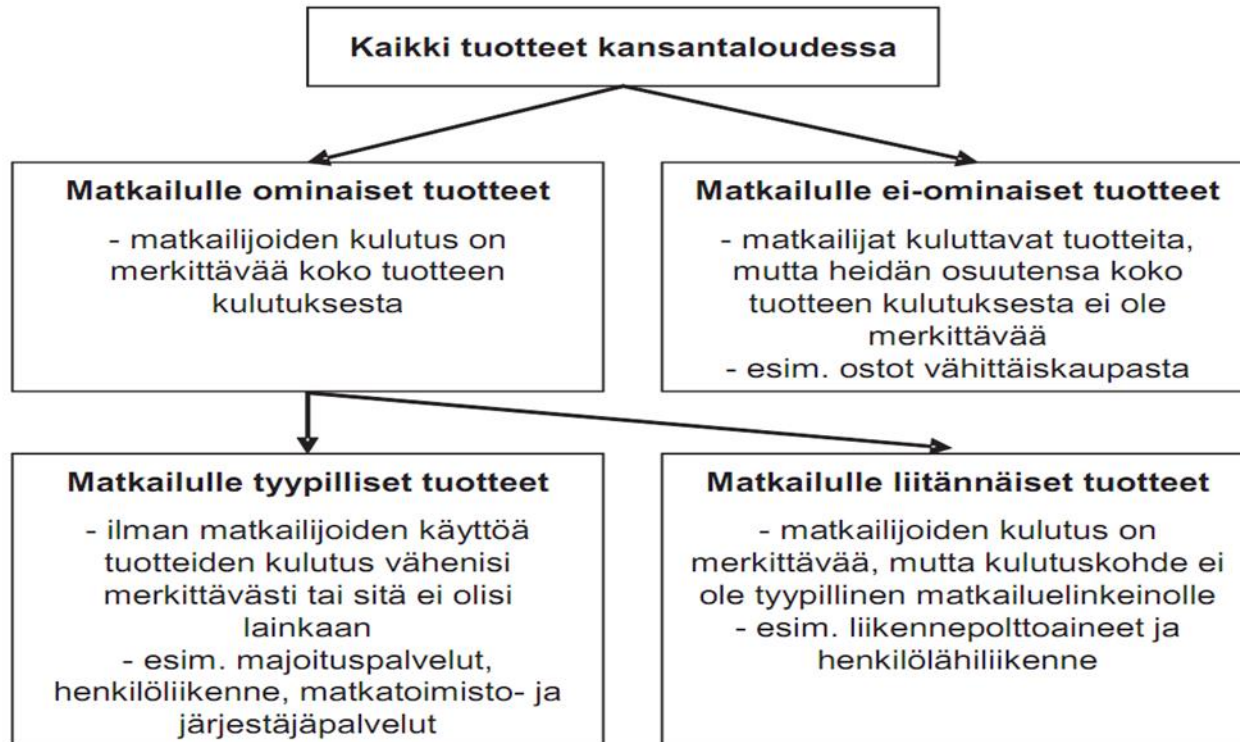 Kaikki tuotteet kansantaloudessa
Matkailulle ominaiset tuotteet
- matkailijoiden kulutus on
merkittävää koko tuotteen
kulutuksesta
Matkailulle ei-ominaiset tuotteet
- matkailijat kuluttavat tuotteita,
mutta heidän osuutensa koko
tuotteen kulutuksesta ei ole
merkittävää
- esim. ostot vähittäiskaupasta
Matkailulle tyypilliset tuotteet
- ilman matkailijoiden käyttöä
tuotteiden kulutus vähenisi
merkittävästi tai sitä ei olisi
lainkaan
- esim. majoituspalvelut,
henkilöliikenne, matkatoimisto- ja
järjestäjäpalvelut
Matkailulle liitännäiset tuotteet
- matkailijoiden kulutus on
merkittävää, mutta kulutuskohde ei
ole tyypillinen matkailuelinkeinolle
- esim. liikennepolttoaineet ja
henkilölähiliikenne